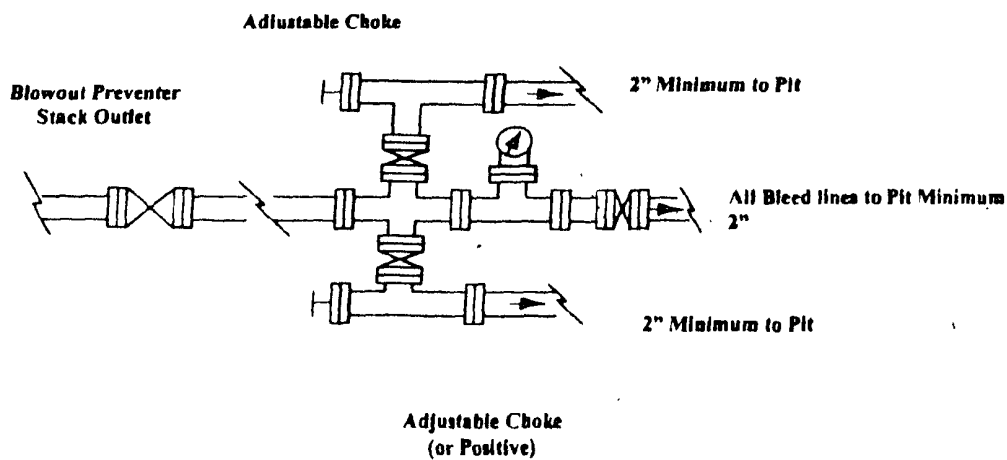 Adjustable Choke
Blowout Preventer
Stack Outlet
2" Minimum to Pit
All Bleed lines to Pit Minimum
2"
2" Minimum to Pit
Adjustable Choke
(or Positive)